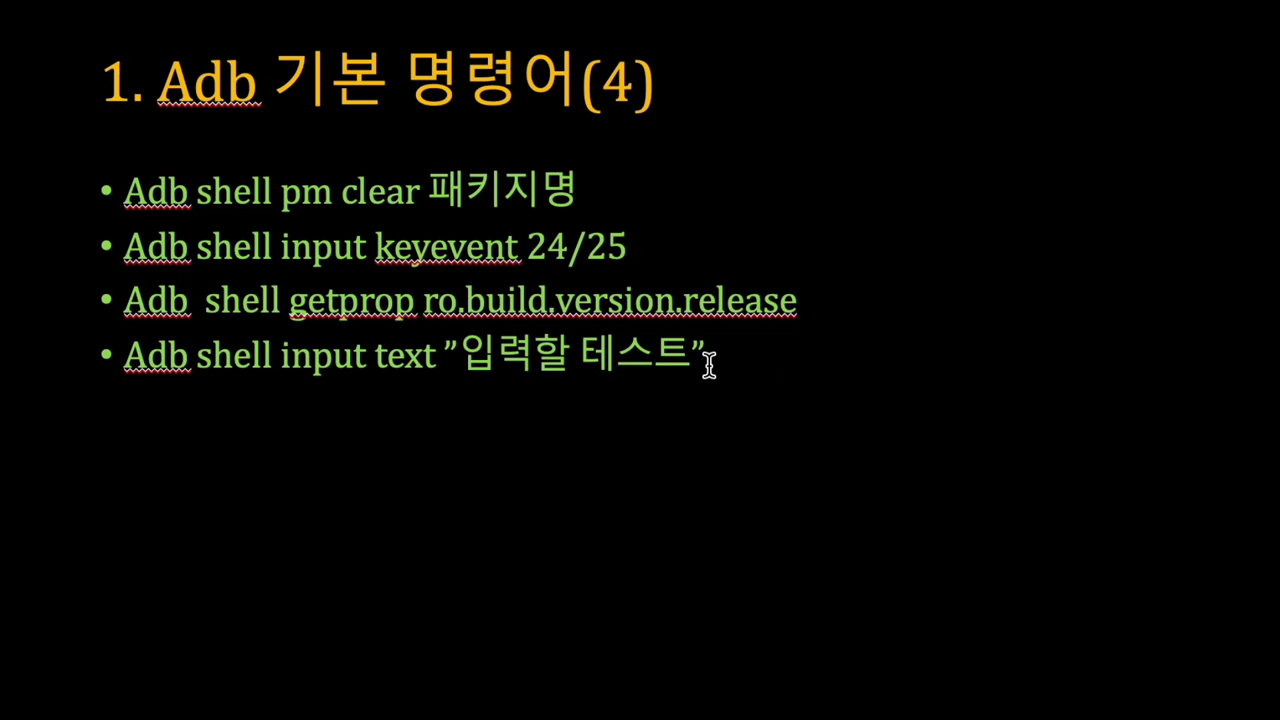 1. Adb 기본 명령어(4)
• Adb shell pm clear 패키지명
• Adb shell input keyevent 24/25
• Adb  shell getprop ro.build.version.release
• Adb shell input text ”입력할 테스트”